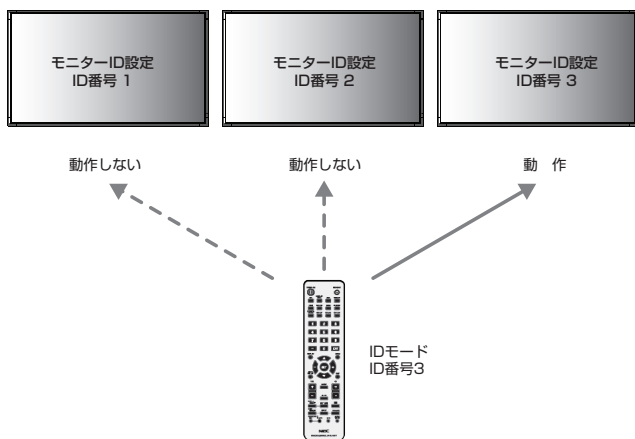 モニターID設定
ID番号 1
モニターID設定
ID番号 2
モニターID設定
ID番号 3
動作しない
動作しない
動 作
IDモード
ID番号3
NEC